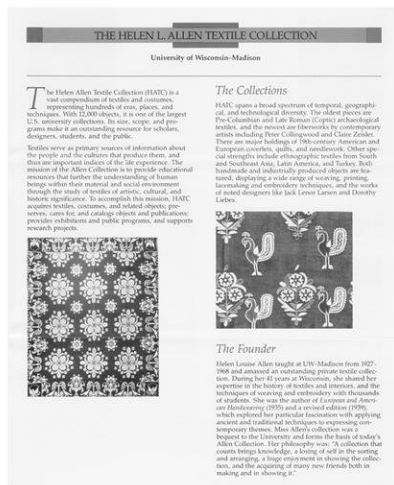 THE HELEN L. ALLEN TEXTILE COLLECTION
University of Wisconsin–Madison
The Helen Allen Textile Collection (HATC) is a
vast compendium of textiles and costumes,
representing hundreds of eras, places, and
techniques. With 12,000 objects, it is one of the largest
U.S. university collections. Its size, scope, and pro-
grams make it an outstanding resource for scholars,
designers, students, and the public.
Textiles serve as primary sources of information about
the people and the cultures that produce them, and
thus are important indices of the life experience. The
mission of the Allen Collection is to provide educational
resources that further the understanding of human
beings within their material and social environment
through the study of textiles of artistic, cultural, and
historic significance. To accomplish this mission, HATC
acquires textiles, costumes, and related objects; pre-
serves, cares for, and catalogs objects and publications;
provides exhibitions and public programs, and supports
research projects.
The Collections
HATC spans a broad spectrum of temporal, geographi-
cal, and technological diversity. The oldest pieces are
Pre-Columbian and Late Roman (Coptic) archaeological
textiles, and the newest are fiberworks by contemporary
artists including Peter Collingwood and Claire Zeisler.
There are major holdings of 19th-century American and
European coverlets, quilts, and needlework. Other spe-
cial strengths include ethnographic textiles from South
and Southeast Asia, Latin America, and Turkey. Both
handmade and industrially produced objects are fea-
tured, displaying a wide range of weaving, printing,
lacemaking and embroidery techniques, and the works
of noted designers like Jack Lenor Larsen and Dorothy
Liebes.
The Founder
Helen Louise Allen taught at UW-Madison from 1927-
1968 and amassed an outstanding private textile collec-
tion. During her 41 years at Wisconsin, she shared her
expertise in the history of textiles and interiors, and the
techniques of weaving and embroidery with thousands
of students. She was the author of European and Ameri-
can Handweaving (1935) and a revised edition (1939),
which explored her particular fascination with applying
ancient and traditional techniques to expressing con-
temporary themes. Miss Allen's collection was a
bequest to the University and forms the basis of today's
Allen Collection. Her philosophy was: "A collection that
counts brings knowledge, a losing of self in the sorting
and arranging, a huge enjoyment in showing the collec-
tion, and the acquiring of many new friends both in
making and in showing it."